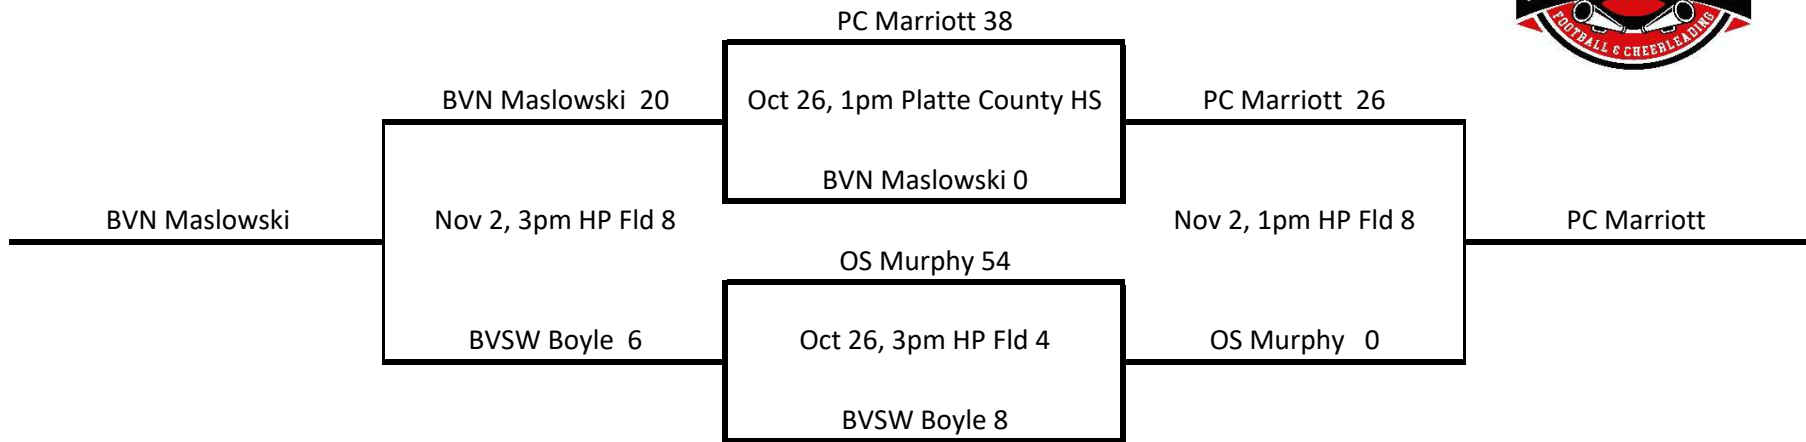 FOOTBALL & CHEERLEADING
PC Marriott 38
BVN Maslowski 20
Oct 26, 1pm Platte County HS
PC Marriott 26
BVN Maslowski 0
BVN Maslowski
Nov 2, 3pm HP Fld 8
Nov 2, 1pm HP Fld 8
PC Marriott
OS Murphy 54
BVSW Boyle 6
Oct 26, 3pm HP Fld 4
OS Murphy 0
BVSW Boyle 8